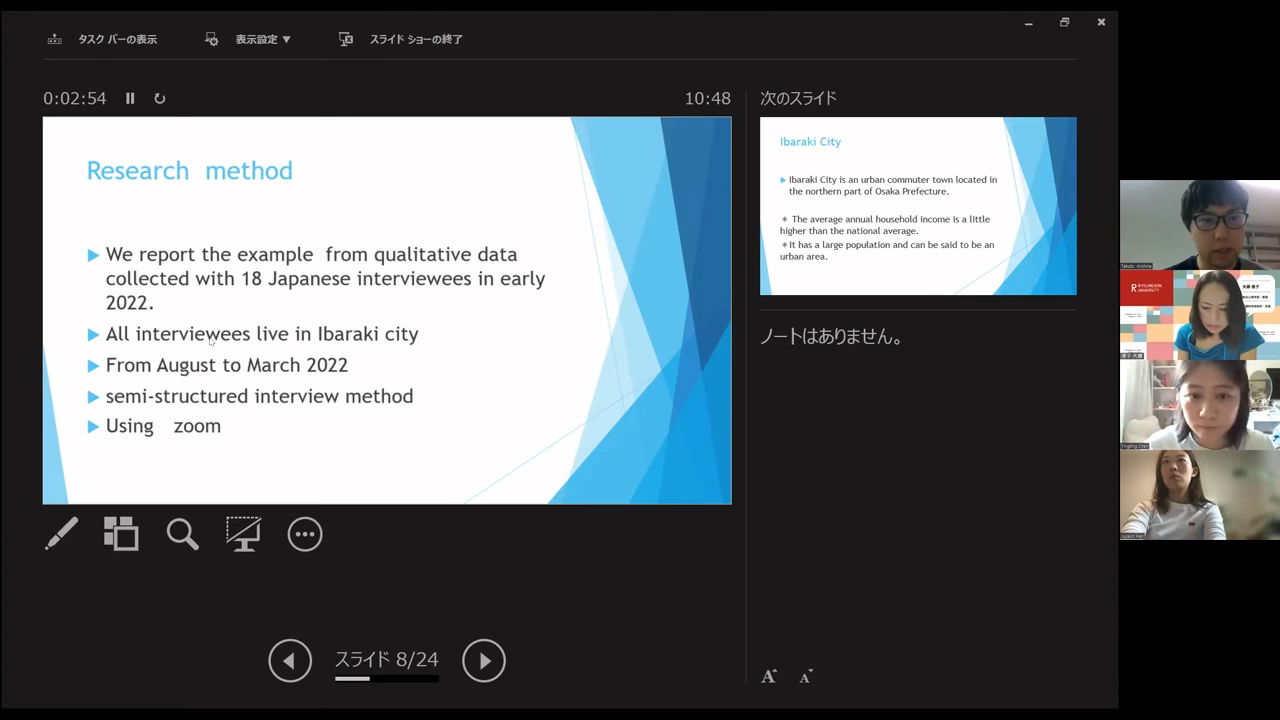 タスク バーの表示
表示設定 ▼
スライド ショーの終了
0:02:54
10:48
Research method
▶ We report the example from qualitative data
collected with 18 Japanese interviewees in early
2022.
▶ All interviewees live in Ibaraki city
▶ From August to March 2022
▶ semi-structured interview method
▶ Using zoom
スライド 8/24
次のスライド
Ibaraki City
▶ Ibaraki City is an urban commuter town located in
the northern part of Osaka Prefecture.
＊ The average annual household income is a little
higher than the national average.
＊It has a large population and can be said to be an
urban area.
ノートはありません。
A A
RITSUMEIKAN
UNIVERSITY